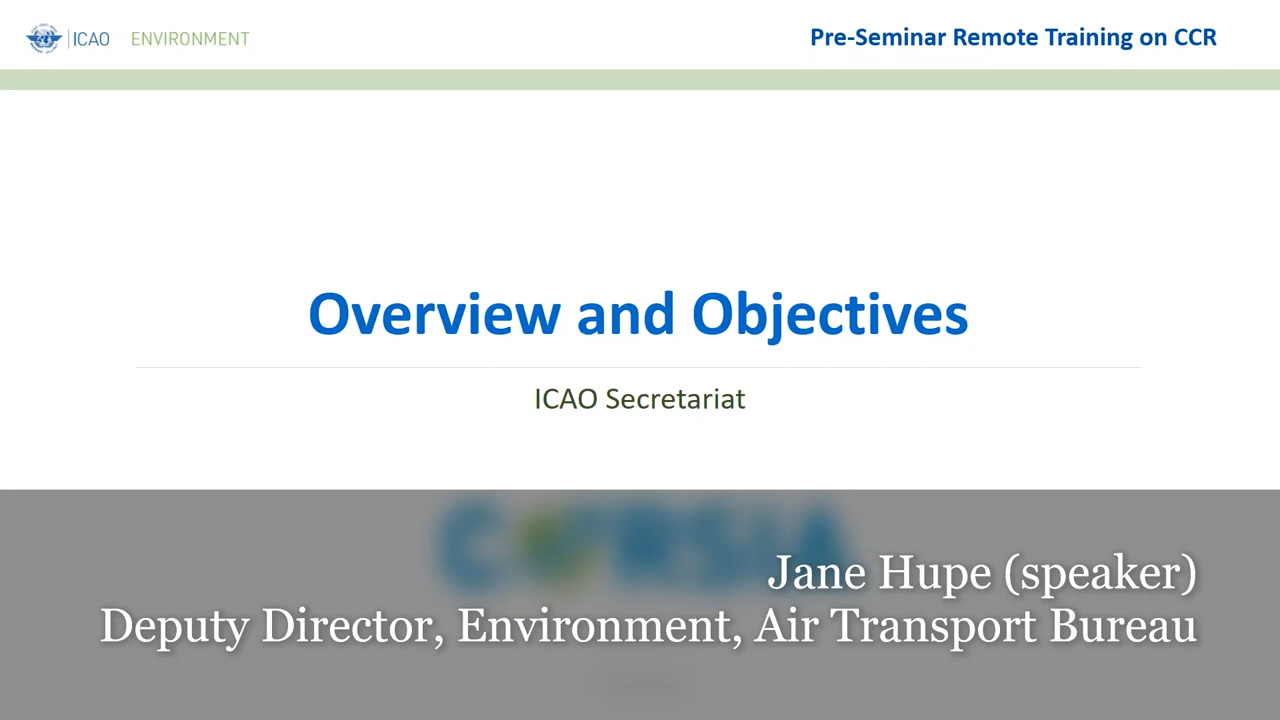 ICAO ENVIRONMENT
Pre-Seminar Remote Training on CCR
Overview and Objectives
ICAO Secretariat
CORSIA
Jane Hupe (speaker)
Deputy Director, Environment, Air Transport Bureau